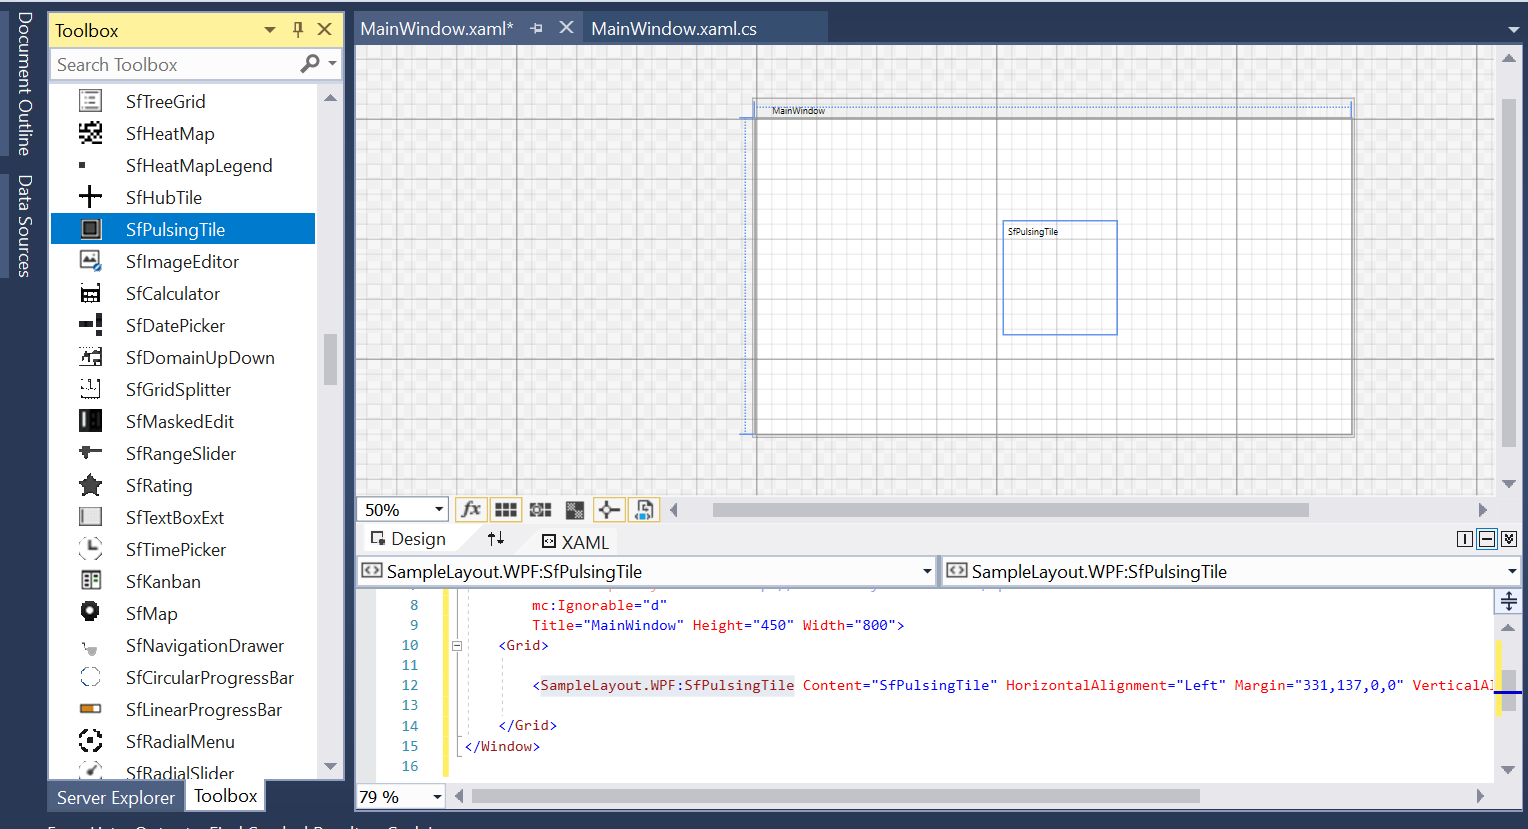 Document Outline
Data Sources
Toolbox
Search Toolbox
SfTreeGrid
SfHeatMap
SfHeatMapLegend
SfHubTile
SfPulsingTile
SfImageEditor
SfCalculator
SfDatePicker
SfDomainUpDown
SfGridSplitter
SfMaskedEdit
SfRangeSlider
SfRating
SfTextBoxExt
SfTimePicker
SfKanban
SfMap
SfNavigationDrawer
SfCircularProgressBar
SfLinearProgressBar
SfRadialMenu
SfRadialSlider
Server Explorer Toolbox
MainWindow.xaml* MainWindow.xaml.cs
MainWindow
SfPulsingTile
50% fx
Design XAML
SampleLayout.WPF:SfPulsingTile SampleLayout.WPF:SfPulsingTile
8 mc:Ignorable="d"
9 Title="MainWindow" Height="450" Width="800">
10 <Grid>
11
12 <SampleLayout.WPF:SfPulsingTile Content="SfPulsingTile" HorizontalAlignment="Left" Margin="331,137,0,0" VerticalAl
13
14 </Grid>
15 </Window>
16
79 %